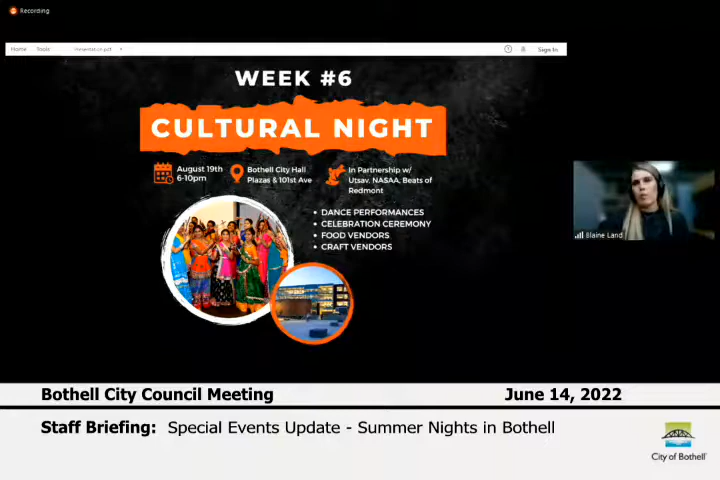 Recording
Home Tools Presentation.pdf Sign In
WEEK #6
CULTURAL NIGHT
August 19th
6-10pm
Bothell City Hall
Plazas & 101st Ave
In Partnership w/
Utsav, NASAA, Beats of
Redmont
• DANCE PERFORMANCES
• CELEBRATION CEREMONY
• FOOD VENDORS
• CRAFT VENDORS
Blaine Land
Bothell City Council Meeting June 14, 2022
Staff Briefing: Special Events Update - Summer Nights in Bothell
City of Bothell